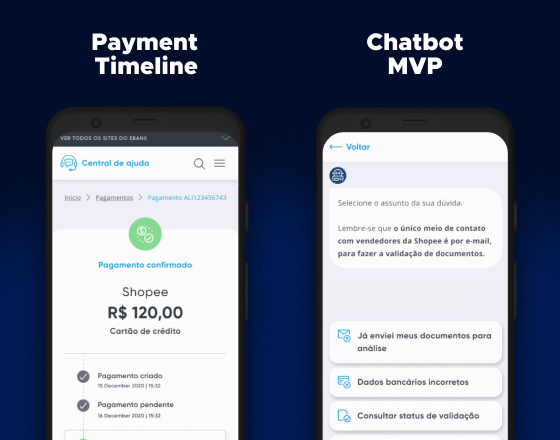 Payment
Timeline
Chatbot
MVP
VER TODOS OS SITES DO EBANX
Central de ajuda
Início > Pagamentos > Pagamento ALI123456743
Pagamento confirmado
Shopee
R$ 120,00
Cartão de crédito
Pagamento criado
15 December 2020 | 15:32
Pagamento pendente
16 December 2020 | 15:32
Voltar
Selecione o assunto da sua dúvida.
Lembre-se que o único meio de contato
com vendedores da Shopee é por e-mail,
para fazer a validação de documentos.
Já enviei meus documentos para
análise
Dados bancários incorretos
Consultar status de validação